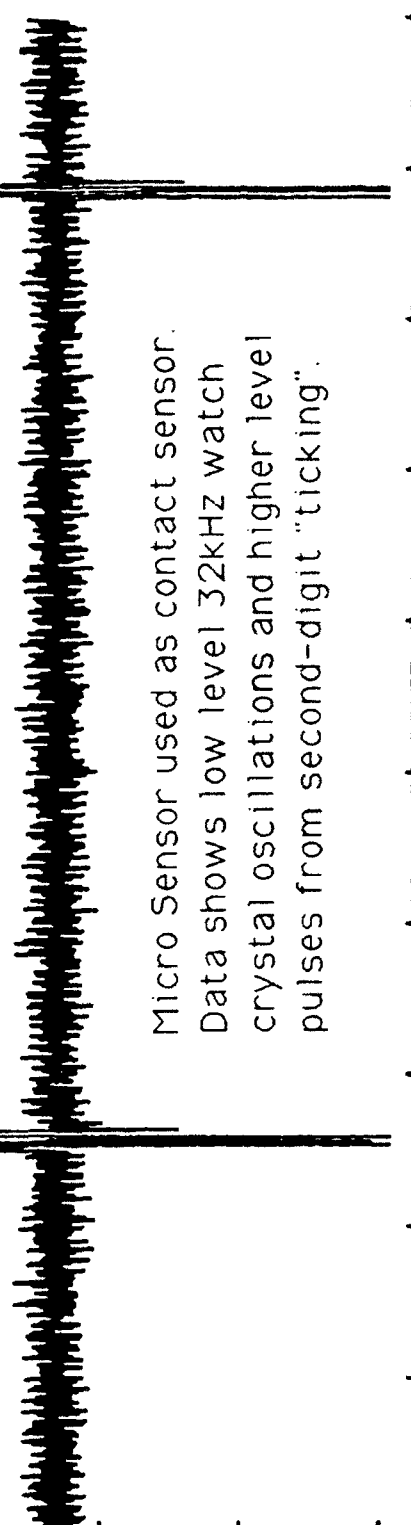 Micro Sensor used as contact sensor.
Data shows low level 32kHz watch
crystal oscillations and higher level
pulses from second-digit "ticking".